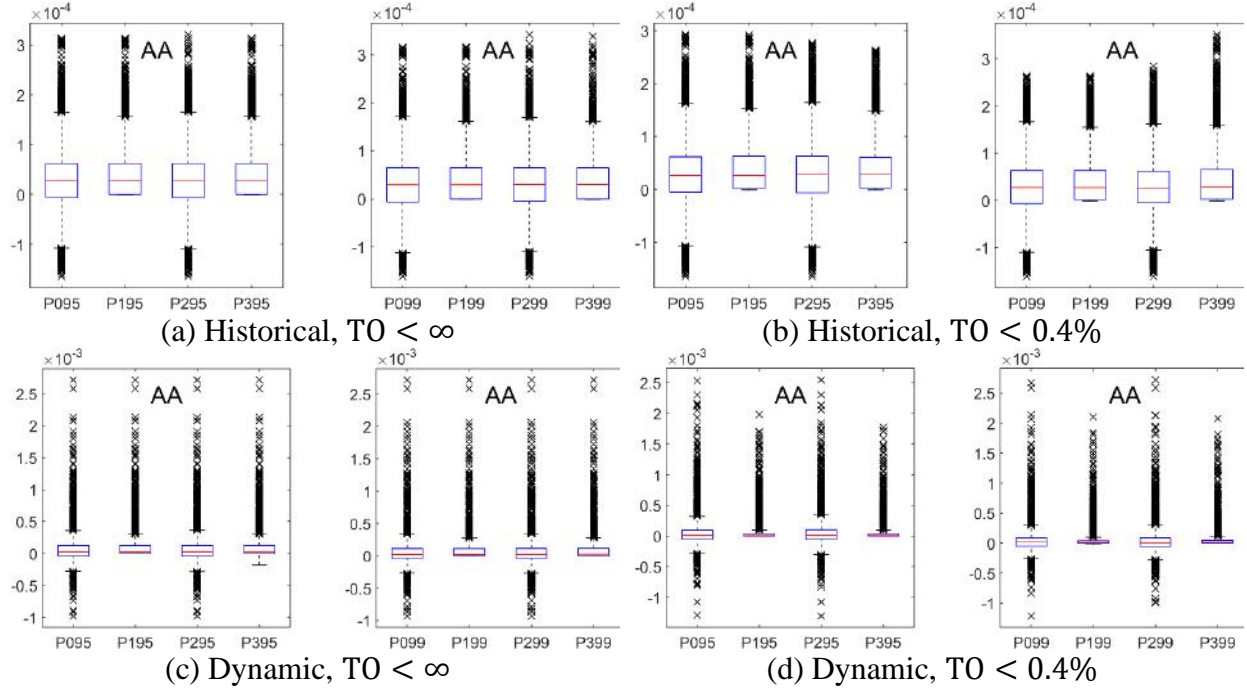 ×10⁻⁴ ×10⁻⁴ ×10⁻⁴ ×10⁻⁴
AA AA AA AA
3 3 3 3
2 2 2 2
1 1 1 1
0 0 0 0
-1 -1 -1 -1
P095 P195 P295 P395 P099 P199 P299 P399 P095 P195 P295 P395 P099 P199 P299 P399
(a) Historical, TO < ∞ (b) Historical, TO < 0.4%
×10⁻³ ×10⁻³ ×10⁻³ ×10⁻³
AA AA AA AA
2.5 2.5 2.5 2.5
2 2 2 2
1.5 1.5 1.5 1.5
1 1 1 1
0.5 0.5 0.5 0.5
0 0 0 0
-0.5 -0.5 -0.5 -0.5
-1 -1 -1 -1
P095 P195 P295 P395 P099 P199 P299 P399 P095 P195 P295 P395 P099 P199 P299 P399
(c) Dynamic, TO < ∞ (d) Dynamic, TO < 0.4%